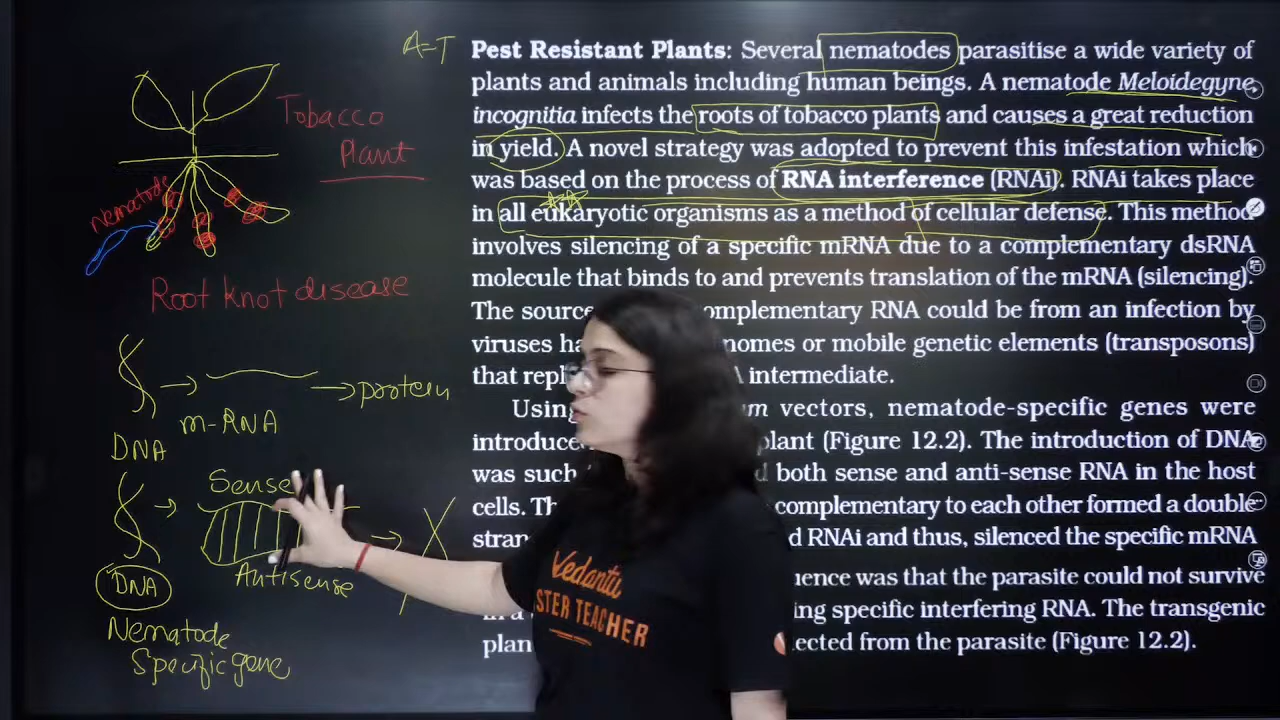 A=T
Pest Resistant Plants: Several nematodes parasitise a wide variety of
plants and animals including human beings. A nematode Meloidegyne
incognitia infects the roots of tobacco plants and causes a great reduction
in yield. A novel strategy was adopted to prevent this infestation which
was based on the process of RNA interference (RNAi). RNAi takes place
in all eukaryotic organisms as a method of cellular defense. This method
involves silencing of a specific mRNA due to a complementary dsRNA
molecule that binds to and prevents translation of the mRNA (silencing).
The source omplementary RNA could be from an infection by
viruses ha nomes or mobile genetic elements (transposons)
that repl A intermediate.
Using m vectors, nematode-specific genes were
introduce plant (Figure 12.2). The introduction of DNA
was such d both sense and anti-sense RNA in the host
cells. Th complementary to each other formed a double
stran d RNAi and thus, silenced the specific mRNA
uence was that the parasite could not survive
in a ing specific interfering RNA. The transgenic
plan ected from the parasite (Figure 12.2).
Tobacco
Plant
Nematode
Root knot disease
DNA
m-RNA
protein
Sense
Antisense
DNA
Nematode
Specific gene
Vedantu
STER TEACHER